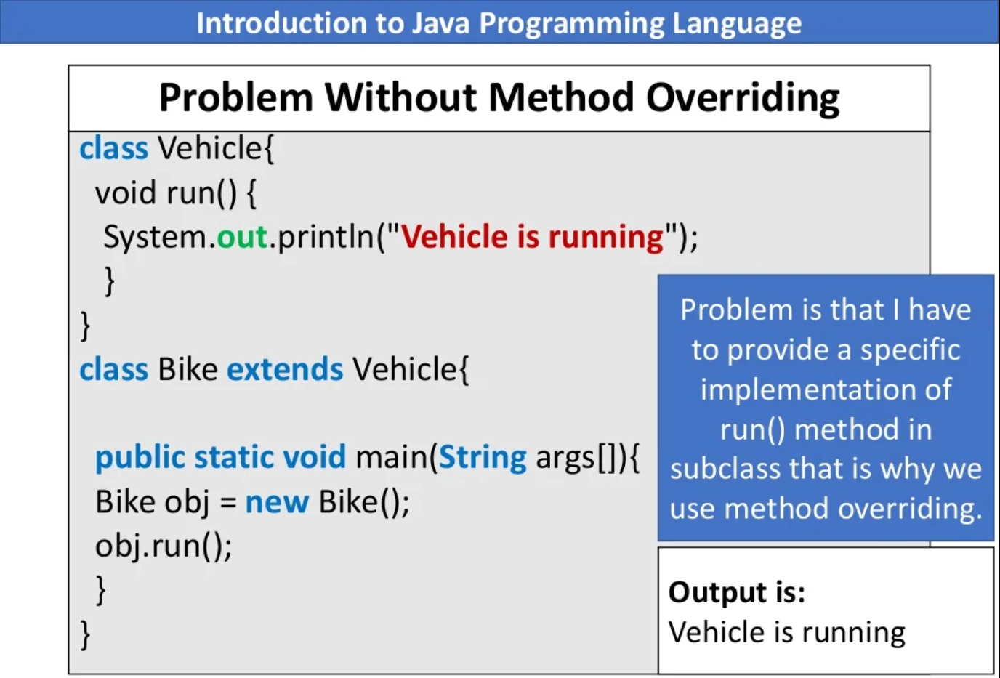 Introduction to Java Programming Language
Problem Without Method Overriding
class Vehicle{
void run() {
System.out.println("Vehicle is running");
}
}
class Bike extends Vehicle{
public static void main(String args[]){
Bike obj = new Bike();
obj.run();
}
}
Problem is that I have
to provide a specific
implementation of
run() method in
subclass that is why we
use method overriding.
Output is:
Vehicle is running